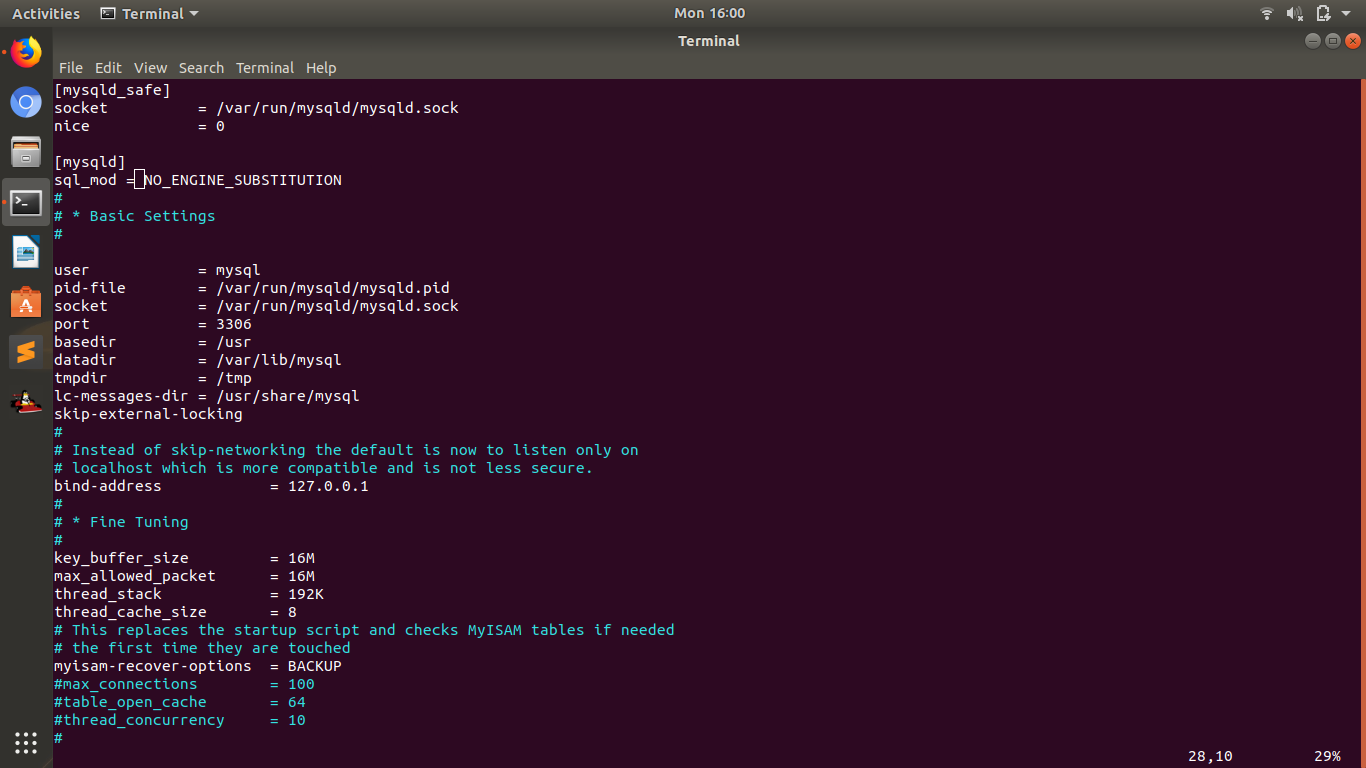 Activities Terminal Mon 16:00
Terminal
File Edit View Search Terminal Help
[mysqld_safe]
socket          = /var/run/mysqld/mysqld.sock
nice            = 0
[mysqld]
sql_mod = NO_ENGINE_SUBSTITUTION
#
# * Basic Settings
#
user            = mysql
pid-file        = /var/run/mysqld/mysqld.pid
socket          = /var/run/mysqld/mysqld.sock
port            = 3306
basedir         = /usr
datadir         = /var/lib/mysql
tmpdir          = /tmp
lc-messages-dir = /usr/share/mysql
skip-external-locking
#
# Instead of skip-networking the default is now to listen only on
# localhost which is more compatible and is not less secure.
bind-address            = 127.0.0.1
#
# * Fine Tuning
#
key_buffer_size         = 16M
max_allowed_packet      = 16M
thread_stack            = 192K
thread_cache_size       = 8
# This replaces the startup script and checks MyISAM tables if needed
# the first time they are touched
myisam-recover-options  = BACKUP
#max_connections        = 100
#table_open_cache       = 64
#thread_concurrency     = 10
#
28,10 29%